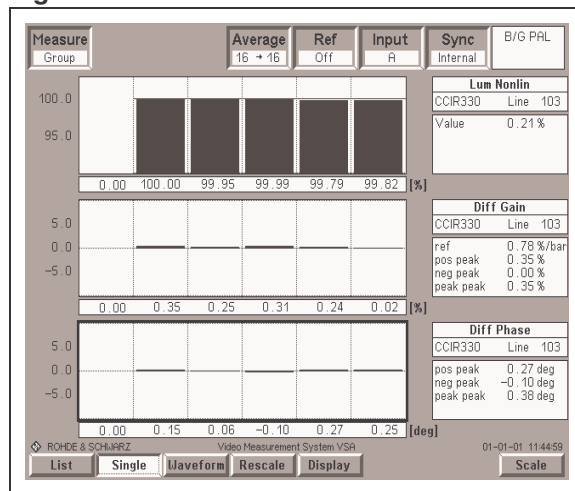 Measure Average Ref Input Sync B/G PAL
Group 16 → 16 Off A Internal
Lum Nonlin
CCIR330 Line 103
Value 0.21 %
100.0
95.0
0.00 100.00 99.95 99.99 99.79 99.82 [%]
Diff Gain
CCIR330 Line 103
ref 0.78 %/bar
pos peak 0.35 %
neg peak 0.00 %
peak peak 0.35 %
5.0
0.0
-5.0
0.00 0.35 0.25 0.31 0.24 0.02 [%]
Diff Phase
CCIR330 Line 103
pos peak 0.27 deg
neg peak -0.10 deg
peak peak 0.38 deg
5.0
0.0
-5.0
0.00 0.15 0.06 -0.10 0.27 0.25 [deg]
ROHDE & SCHWARZ Video Measurement System VSA 01-01-01 11:44:59
List Single Waveform Rescale Display Scale